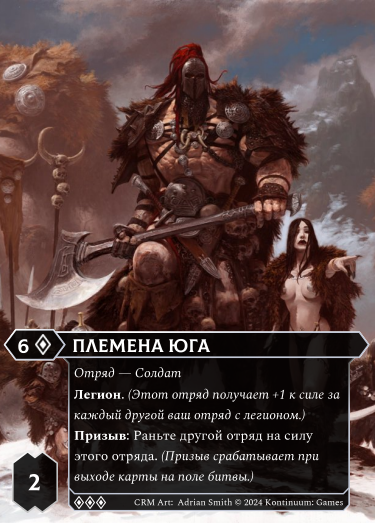 6 ПЛЕМЕНА ЮГА
Отряд — Солдат
Легион. (Этот отряд получает +1 к силе за
каждый другой ваш отряд с легионом.)
Призыв: Раньте другой отряд на силу
этого отряда. (Призыв срабатывает при
выходе карты на поле битвы.)
2
CRM Art: Adrian Smith © 2024 Kontinuum: Games